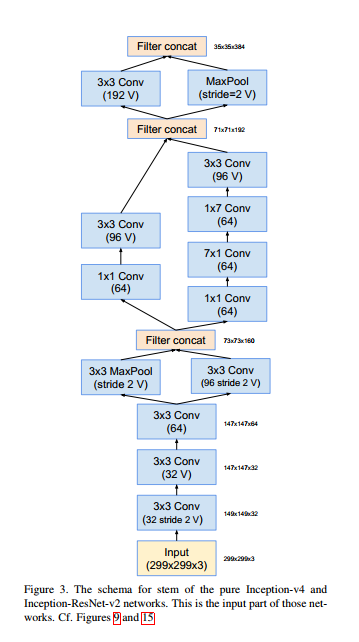 Filter concat 35x35x384
3x3 Conv
(192 V)
MaxPool
(stride=2 V)
Filter concat 71x71x192
3x3 Conv
(96 V)
1x7 Conv
(64)
3x3 Conv
(96 V)
7x1 Conv
(64)
1x1 Conv
(64)
1x1 Conv
(64)
Filter concat 73x73x160
3x3 MaxPool
(stride 2 V)
3x3 Conv
(96 stride 2 V)
3x3 Conv
(64)
147x147x64
3x3 Conv
(32 V)
147x147x32
3x3 Conv
(32 stride 2 V)
149x149x32
Input
(299x299x3)
299x299x3
Figure 3. The schema for stem of the pure Inception-v4 and
Inception-ResNet-v2 networks. This is the input part of those net-
works. Cf. Figures 9 and 15